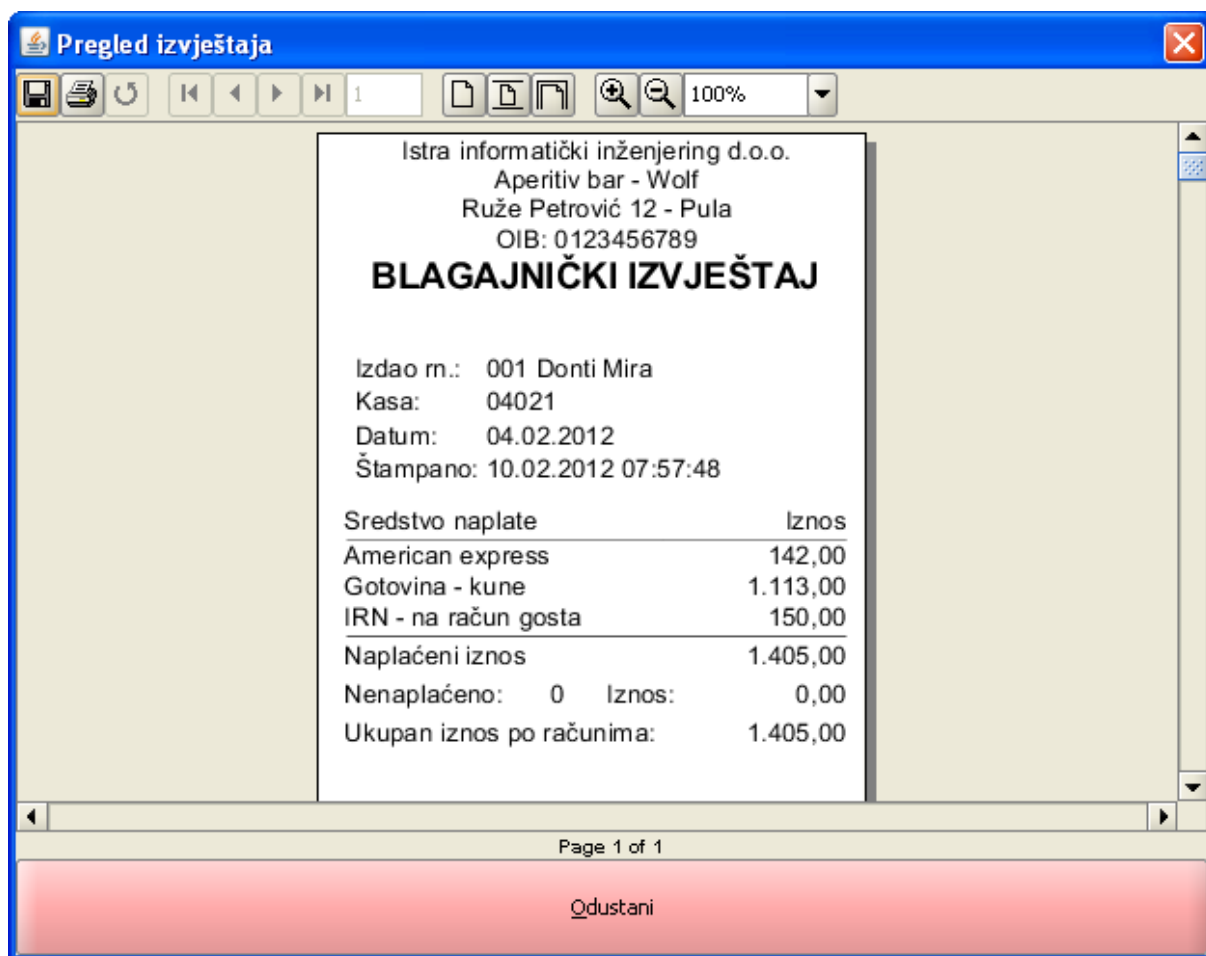 Pregled izvještaja
1
100%
Istra informatički inženjering d.o.o.
Aperitiv bar - Wolf
Ruže Petrović 12 - Pula
OIB: 0123456789
BLAGAJNIČKI IZVJEŠTAJ
Izdao rn.: 001 Donti Mira
Kasa: 04021
Datum: 04.02.2012
Štampano: 10.02.2012 07:57:48
Sredstvo naplate Iznos
American express 142,00
Gotovina - kune 1.113,00
IRN - na račun gosta 150,00
Naplaćeni iznos 1.405,00
Nenaplaćeno: 0 Iznos: 0,00
Ukupan iznos po računima: 1.405,00
Page 1 of 1
Odustani